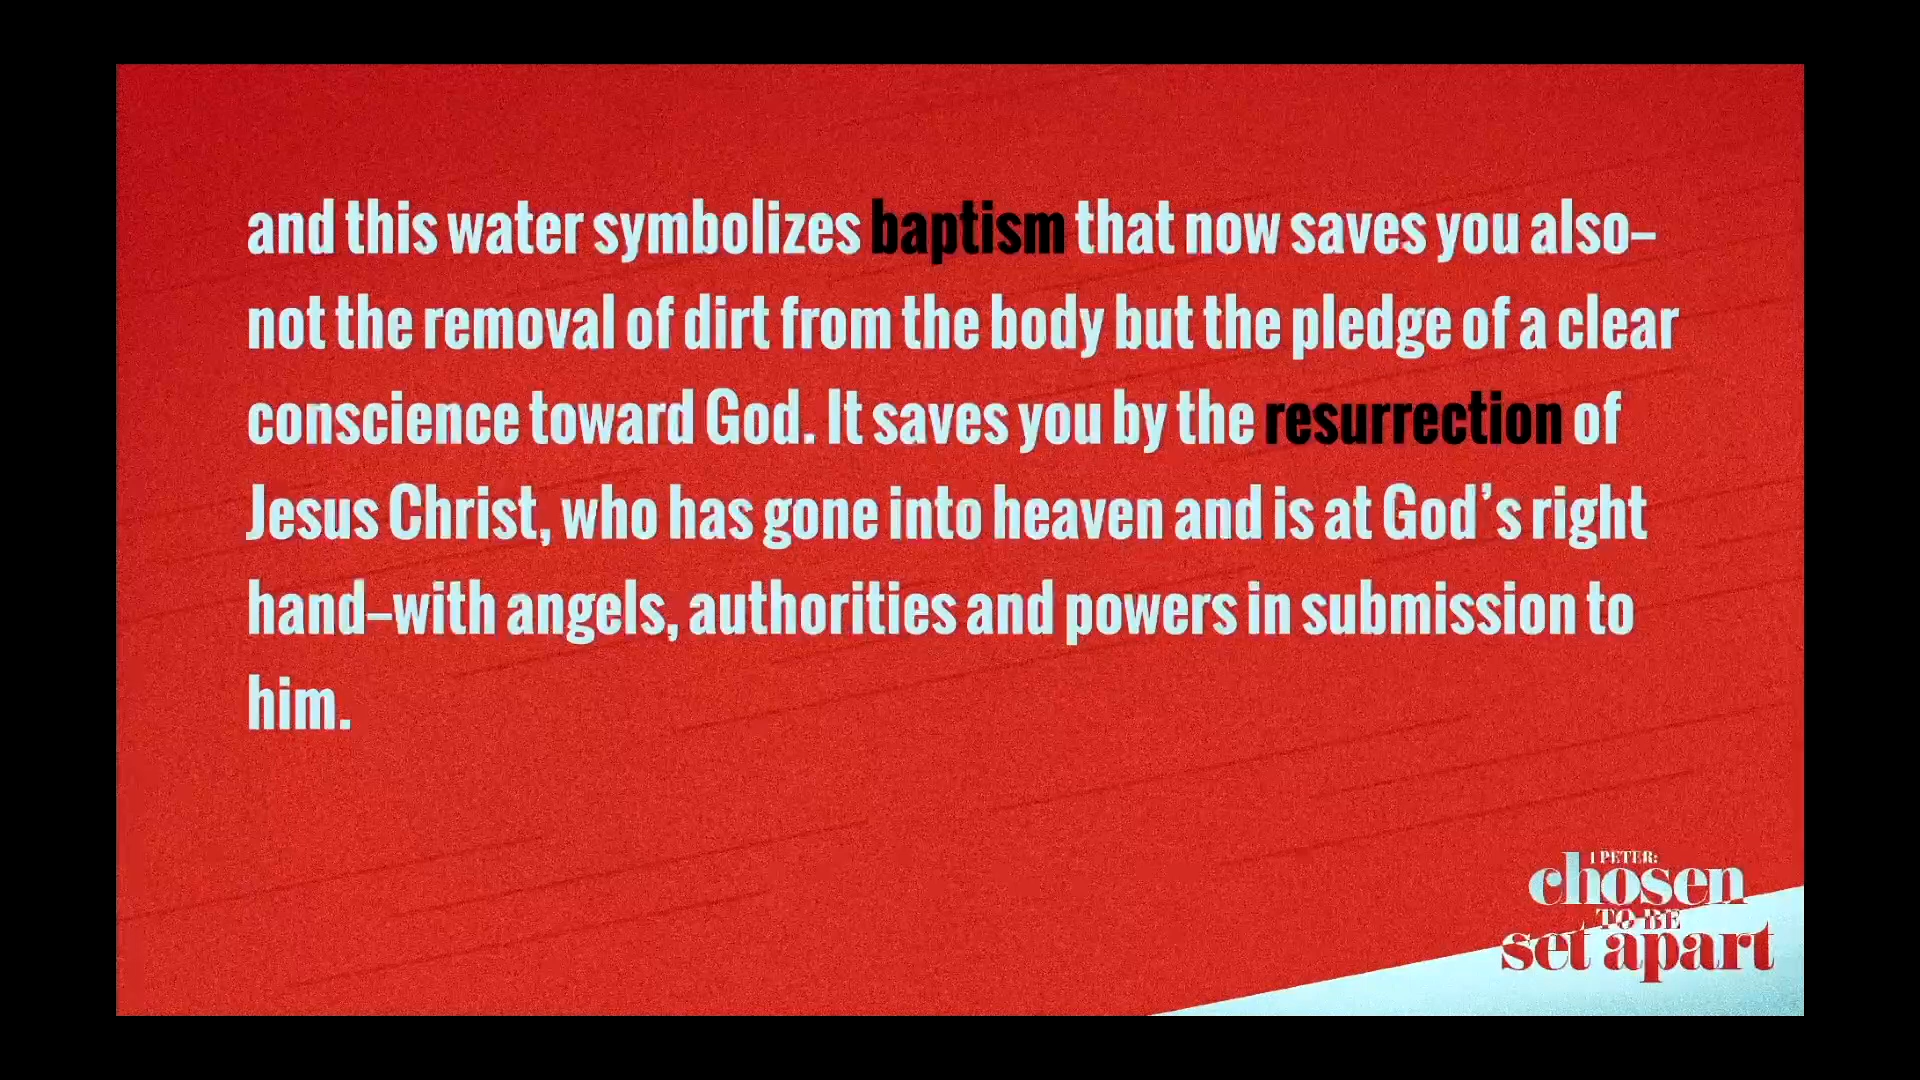 and this water symbolizes baptism that now saves you also–
not the removal of dirt from the body but the pledge of a clear
conscience toward God. It saves you by the resurrection of
Jesus Christ, who has gone into heaven and is at God’s right
hand–with angels, authorities and powers in submission to
him.
1 PETER:
chosen
TO BE
set apart